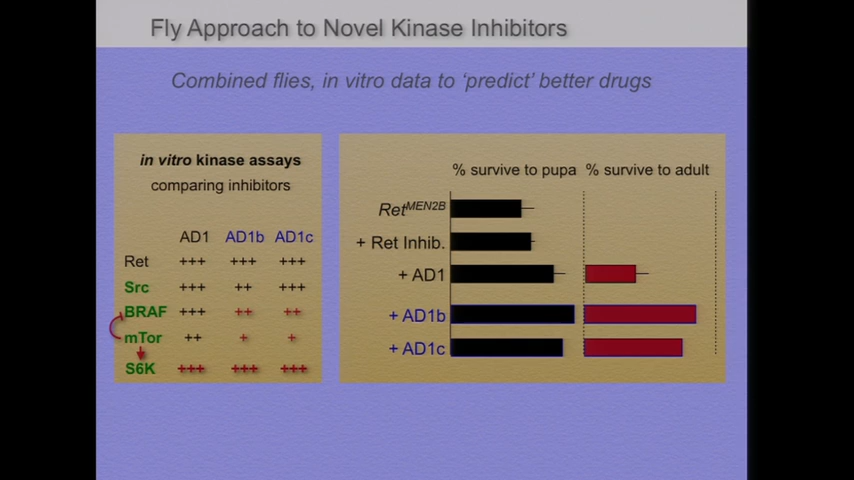 Fly Approach to Novel Kinase Inhibitors
Combined flies, in vitro data to ‘predict’ better drugs
in vitro kinase assays
comparing inhibitors
AD1 AD1b AD1c
Ret +++ +++ +++
Src +++ ++ +++
BRAF +++ ++ ++
mTor ++ + +
S6K +++ +++ +++
% survive to pupa % survive to adult
RetMEN2B
+ Ret Inhib.
+ AD1
+ AD1b
+ AD1c